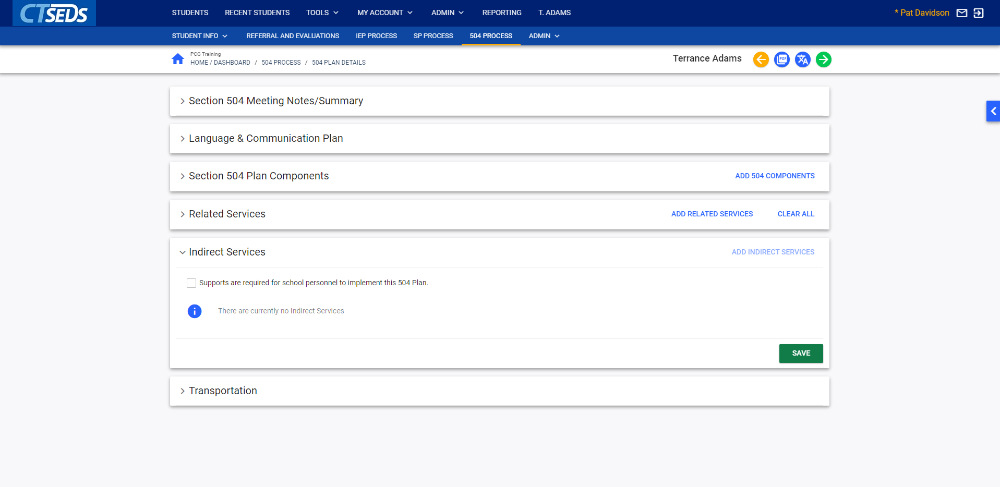 CTSEDS
STUDENTS RECENT STUDENTS TOOLS MY ACCOUNT ADMIN REPORTING T. ADAMS
* Pat Davidson
STUDENT INFO REFERRAL AND EVALUATIONS IEP PROCESS SP PROCESS 504 PROCESS ADMIN
PCG Training
HOME / DASHBOARD / 504 PROCESS / 504 PLAN DETAILS
Terrance Adams
PDF
Section 504 Meeting Notes/Summary
Language & Communication Plan
Section 504 Plan Components ADD 504 COMPONENTS
Related Services ADD RELATED SERVICES CLEAR ALL
Indirect Services ADD INDIRECT SERVICES
Supports are required for school personnel to implement this 504 Plan.
There are currently no Indirect Services
SAVE
Transportation